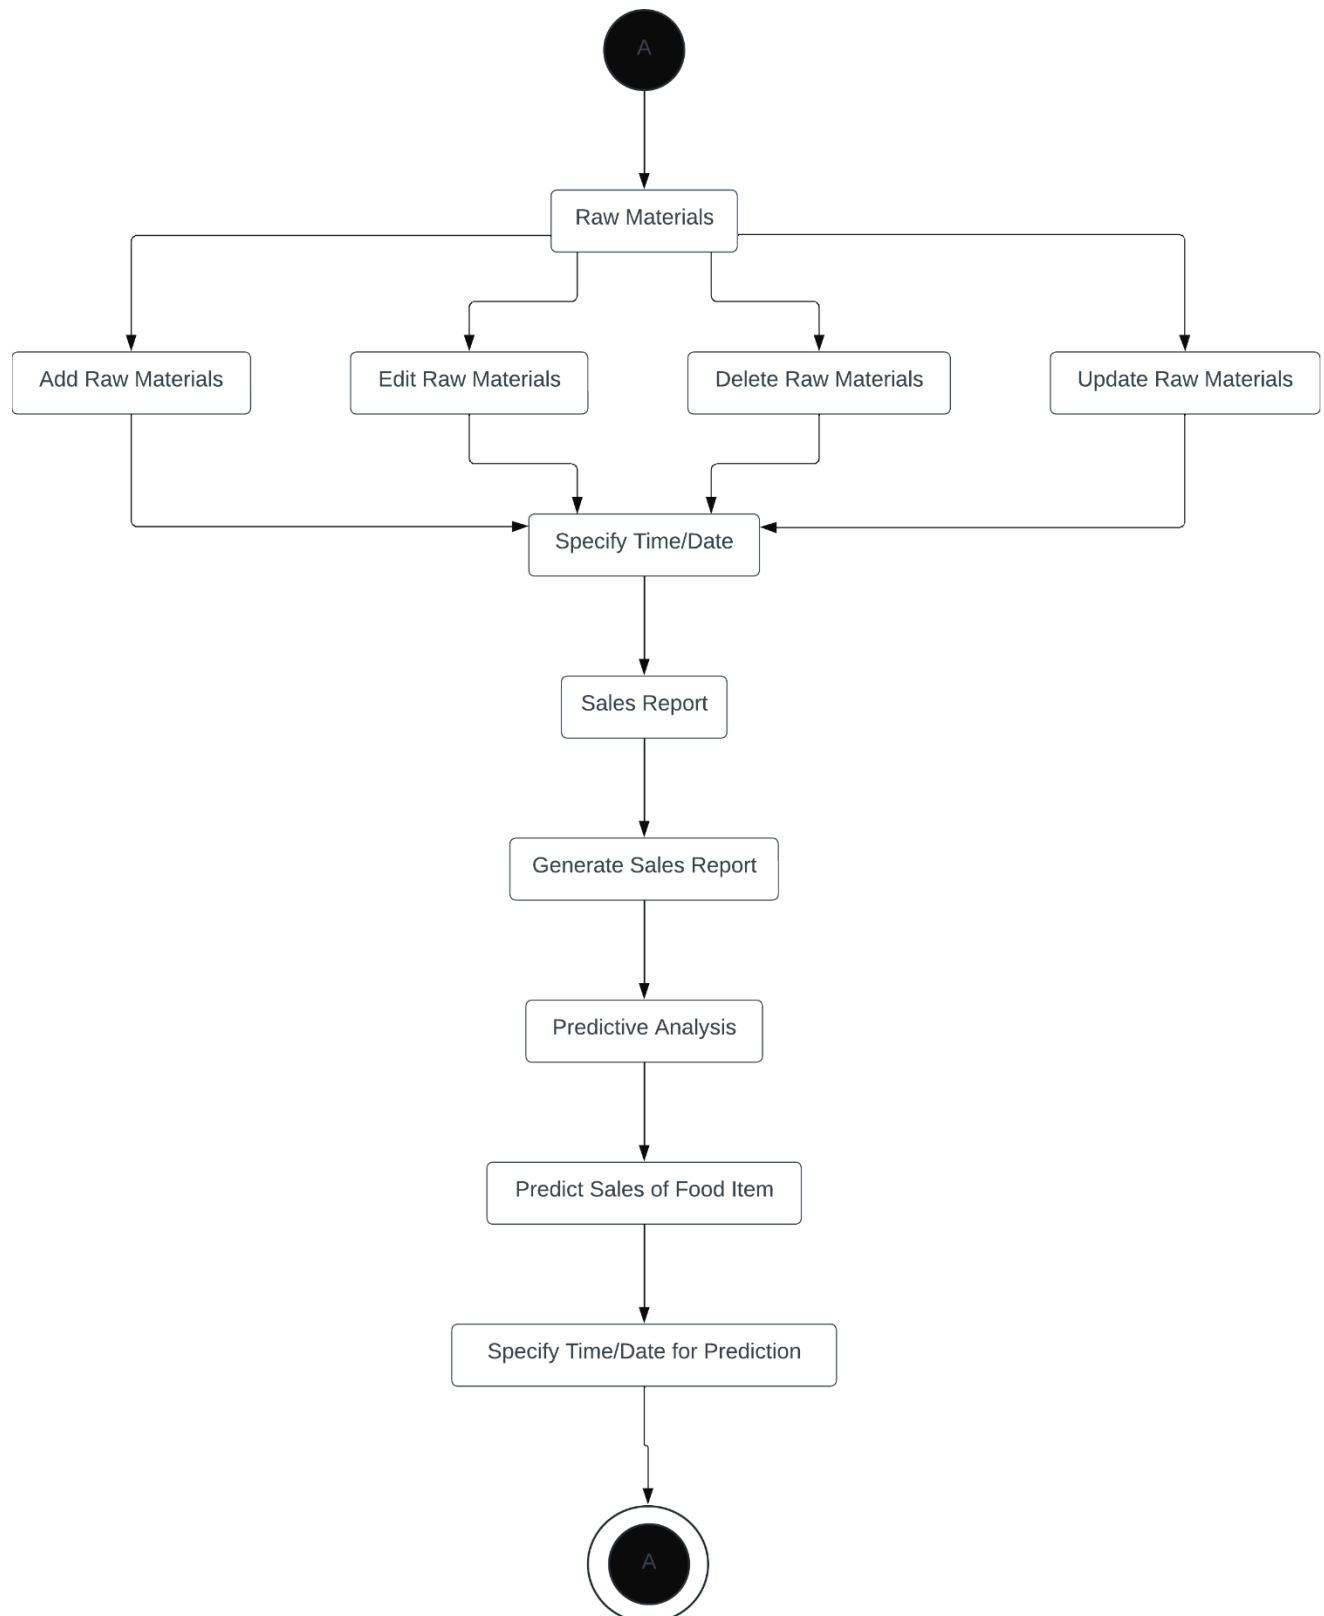 A
Raw Materials
Add Raw Materials
Edit Raw Materials
Delete Raw Materials
Update Raw Materials
Specify Time/Date
Sales Report
Generate Sales Report
Predictive Analysis
Predict Sales of Food Item
Specify Time/Date for Prediction
A